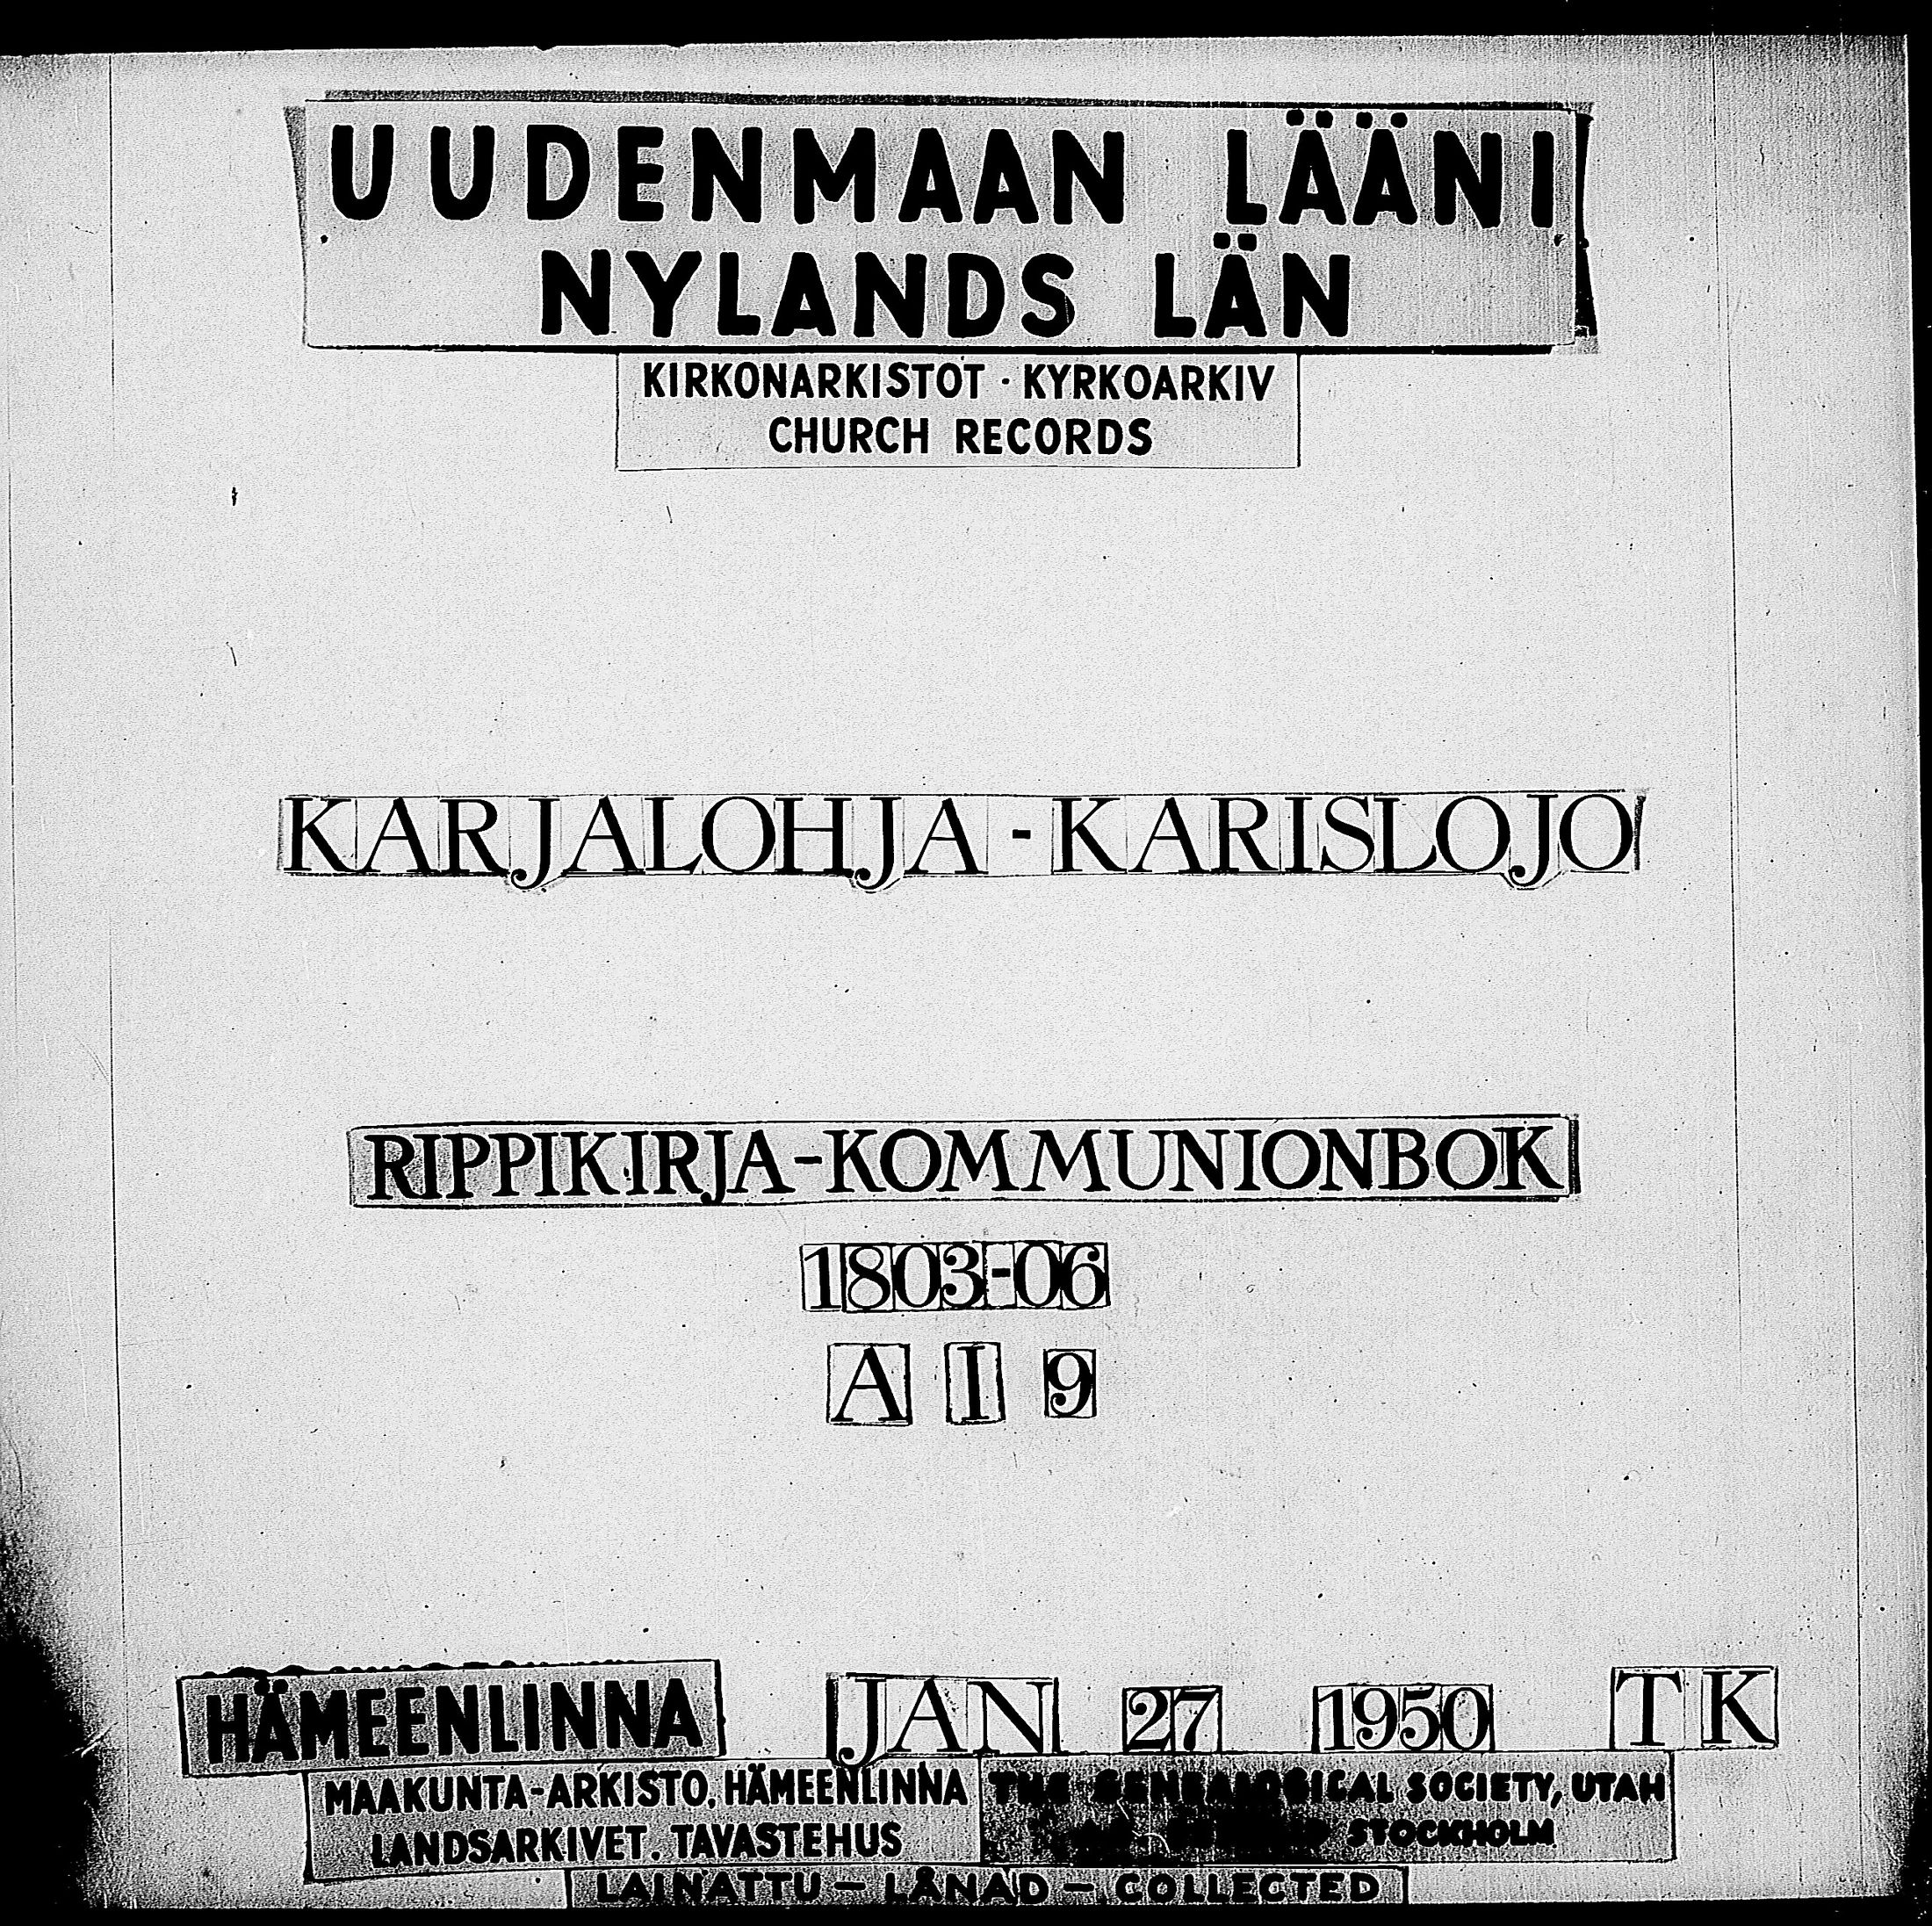 UUDENMAAN LÄÄNI
NYLANDS LÄN
KIRKONARKISTOT · KYRKOARKIV
CHURCH RECORDS
KARJALOHJA - KARISLOJO
RIPPIKIRJA-KOMMUNIONBOK
1803-06
A I 9
HÄMEENLINNA JAN 27 1950 TK
MAAKUNTA-ARKISTO, HÄMEENLINNA
LANDSARKIVET, TAVASTEHUS
THE GENEALOGICAL SOCIETY, UTAH
STOCKHOLM
LAINATTU - LÅNAD - COLLECTED